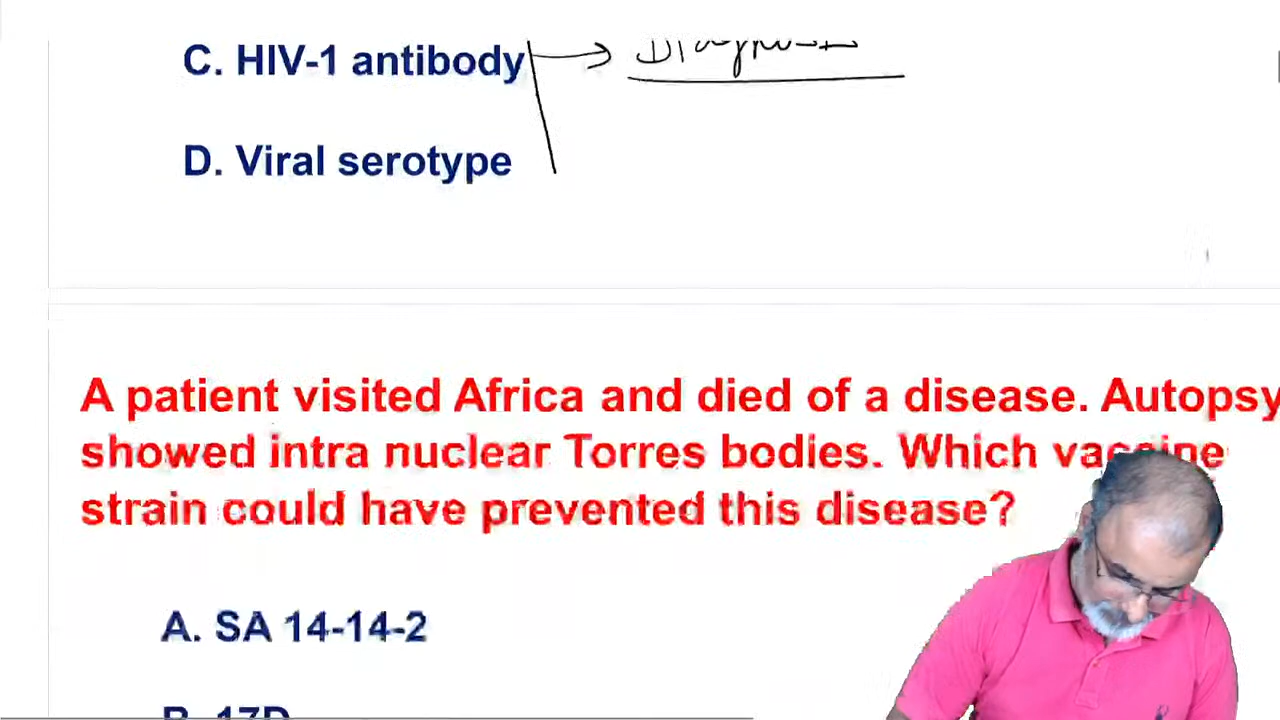 C. HIV-1 antibody
D. Viral serotype
A patient visited Africa and died of a disease. Autopsy
showed intra nuclear Torres bodies. Which vaccine
strain could have prevented this disease?
A. SA 14-14-2
B. 17D